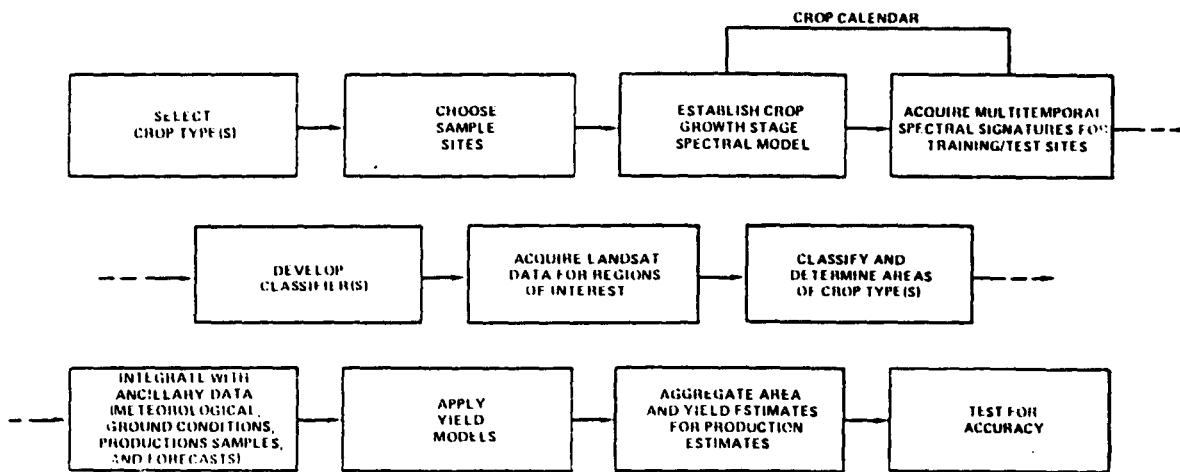 CROP CALENDAR
SELECT
CROP TYPE(S)
CHOOSE
SAMPLE
SITES
ESTABLISH CROP
GROWTH STAGE
SPECTRAL MODEL
ACQUIRE MULTITEMPORAL
SPECTRAL SIGNATURES FOR
TRAINING/TEST SITES
DEVELOP
CLASSIFIER(S)
ACQUIRE LANDSAT
DATA FOR REGIONS
OF INTEREST
CLASSIFY AND
DETERMINE AREAS
OF CROP TYPE(S)
INTEGRATE WITH
ANCILLARY DATA
(METEOROLOGICAL,
GROUND CONDITIONS,
PRODUCTIONS SAMPLES,
AND FORECASTS)
APPLY
YIELD
MODELS
AGGREGATE AREA
AND YIELD ESTIMATES
FOR PRODUCTION
ESTIMATES
TEST FOR
ACCURACY